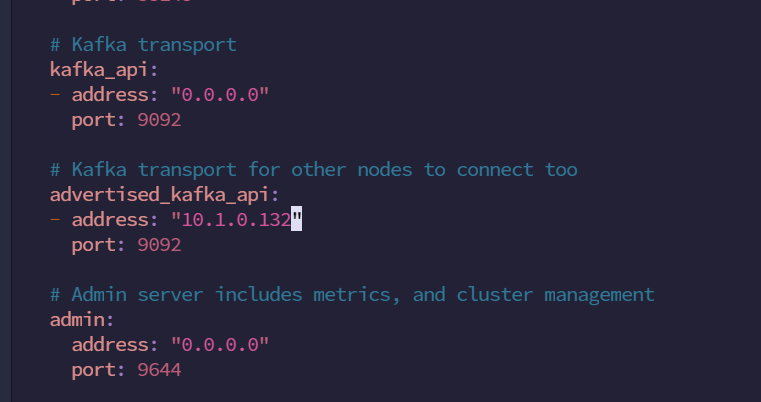 # Kafka transport
kafka_api:
- address: "0.0.0.0"
port: 9092
# Kafka transport for other nodes to connect too
advertised_kafka_api:
- address: "10.1.0.132"
port: 9092
# Admin server includes metrics, and cluster management
admin:
address: "0.0.0.0"
port: 9644